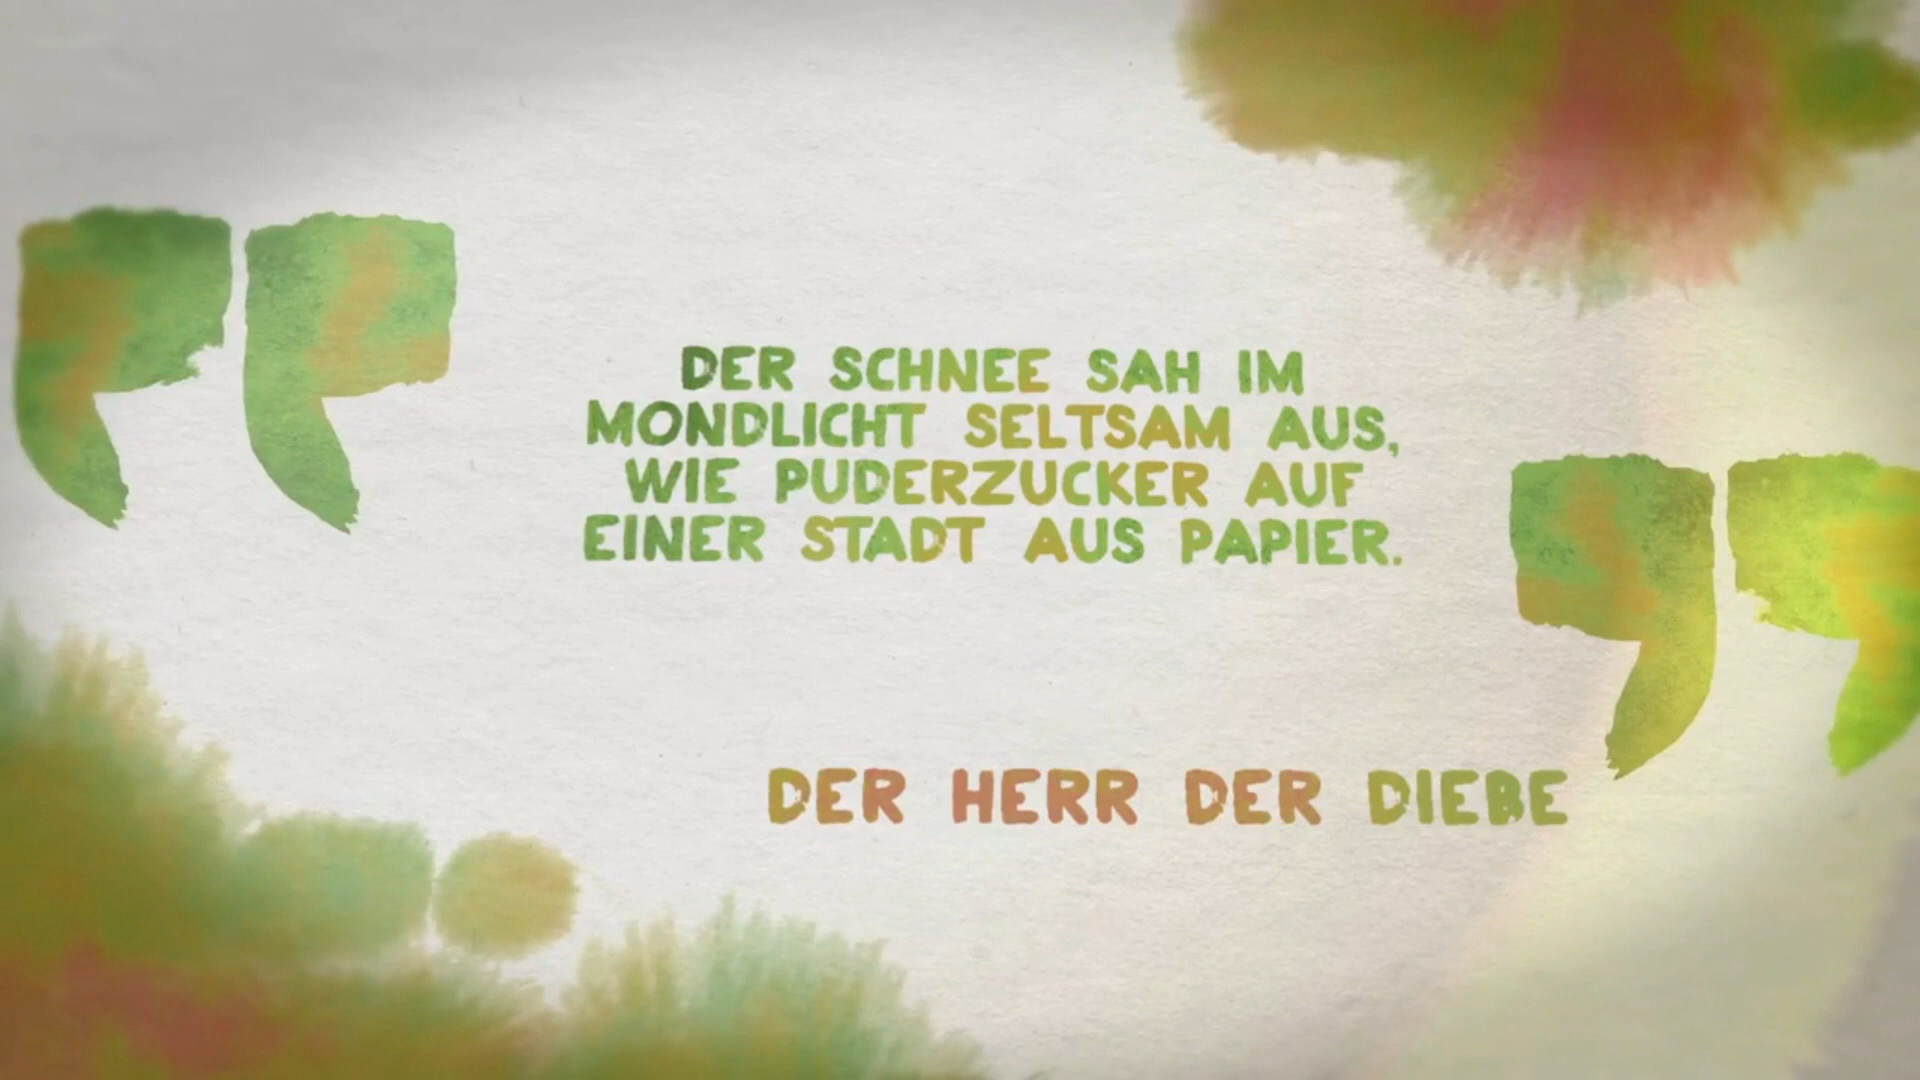 DER SCHNEE SAH IM
MONDLICHT SELTSAM AUS,
WIE PUDERZUCKER AUF
EINER STADT AUS PAPIER.
DER HERR DER DIEBE